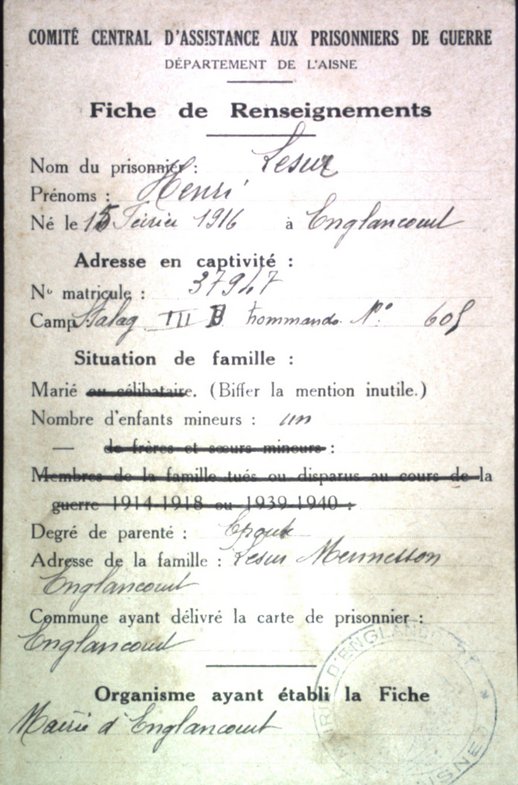 COMITÉ CENTRAL D'ASSISTANCE AUX PRISONNIERS DE GUERRE
DÉPARTEMENT DE L'AISNE
Fiche de Renseignements
Nom du prisonnier : Lesur
Prénoms : Henri
Né le 15 Février 1916 à Englancourt
Adresse en captivité :
No matricule : 37947
Camp Stalag III B Kommando No 605
Situation de famille :
Marié ou célibataire. (Biffer la mention inutile.)
Nombre d'enfants mineurs : un
— de frères et sœurs mineurs :
Membres de la famille tués ou disparus au cours de la
guerre 1914-1918 ou 1939-1940 :
Degré de parenté : Epouse
Adresse de la famille : Lesur
Englancourt
Commune ayant délivré la carte de prisonnier :
Englancourt
Organisme ayant établi la Fiche
Mairie d'Englancourt
D'ENGLANCOURT